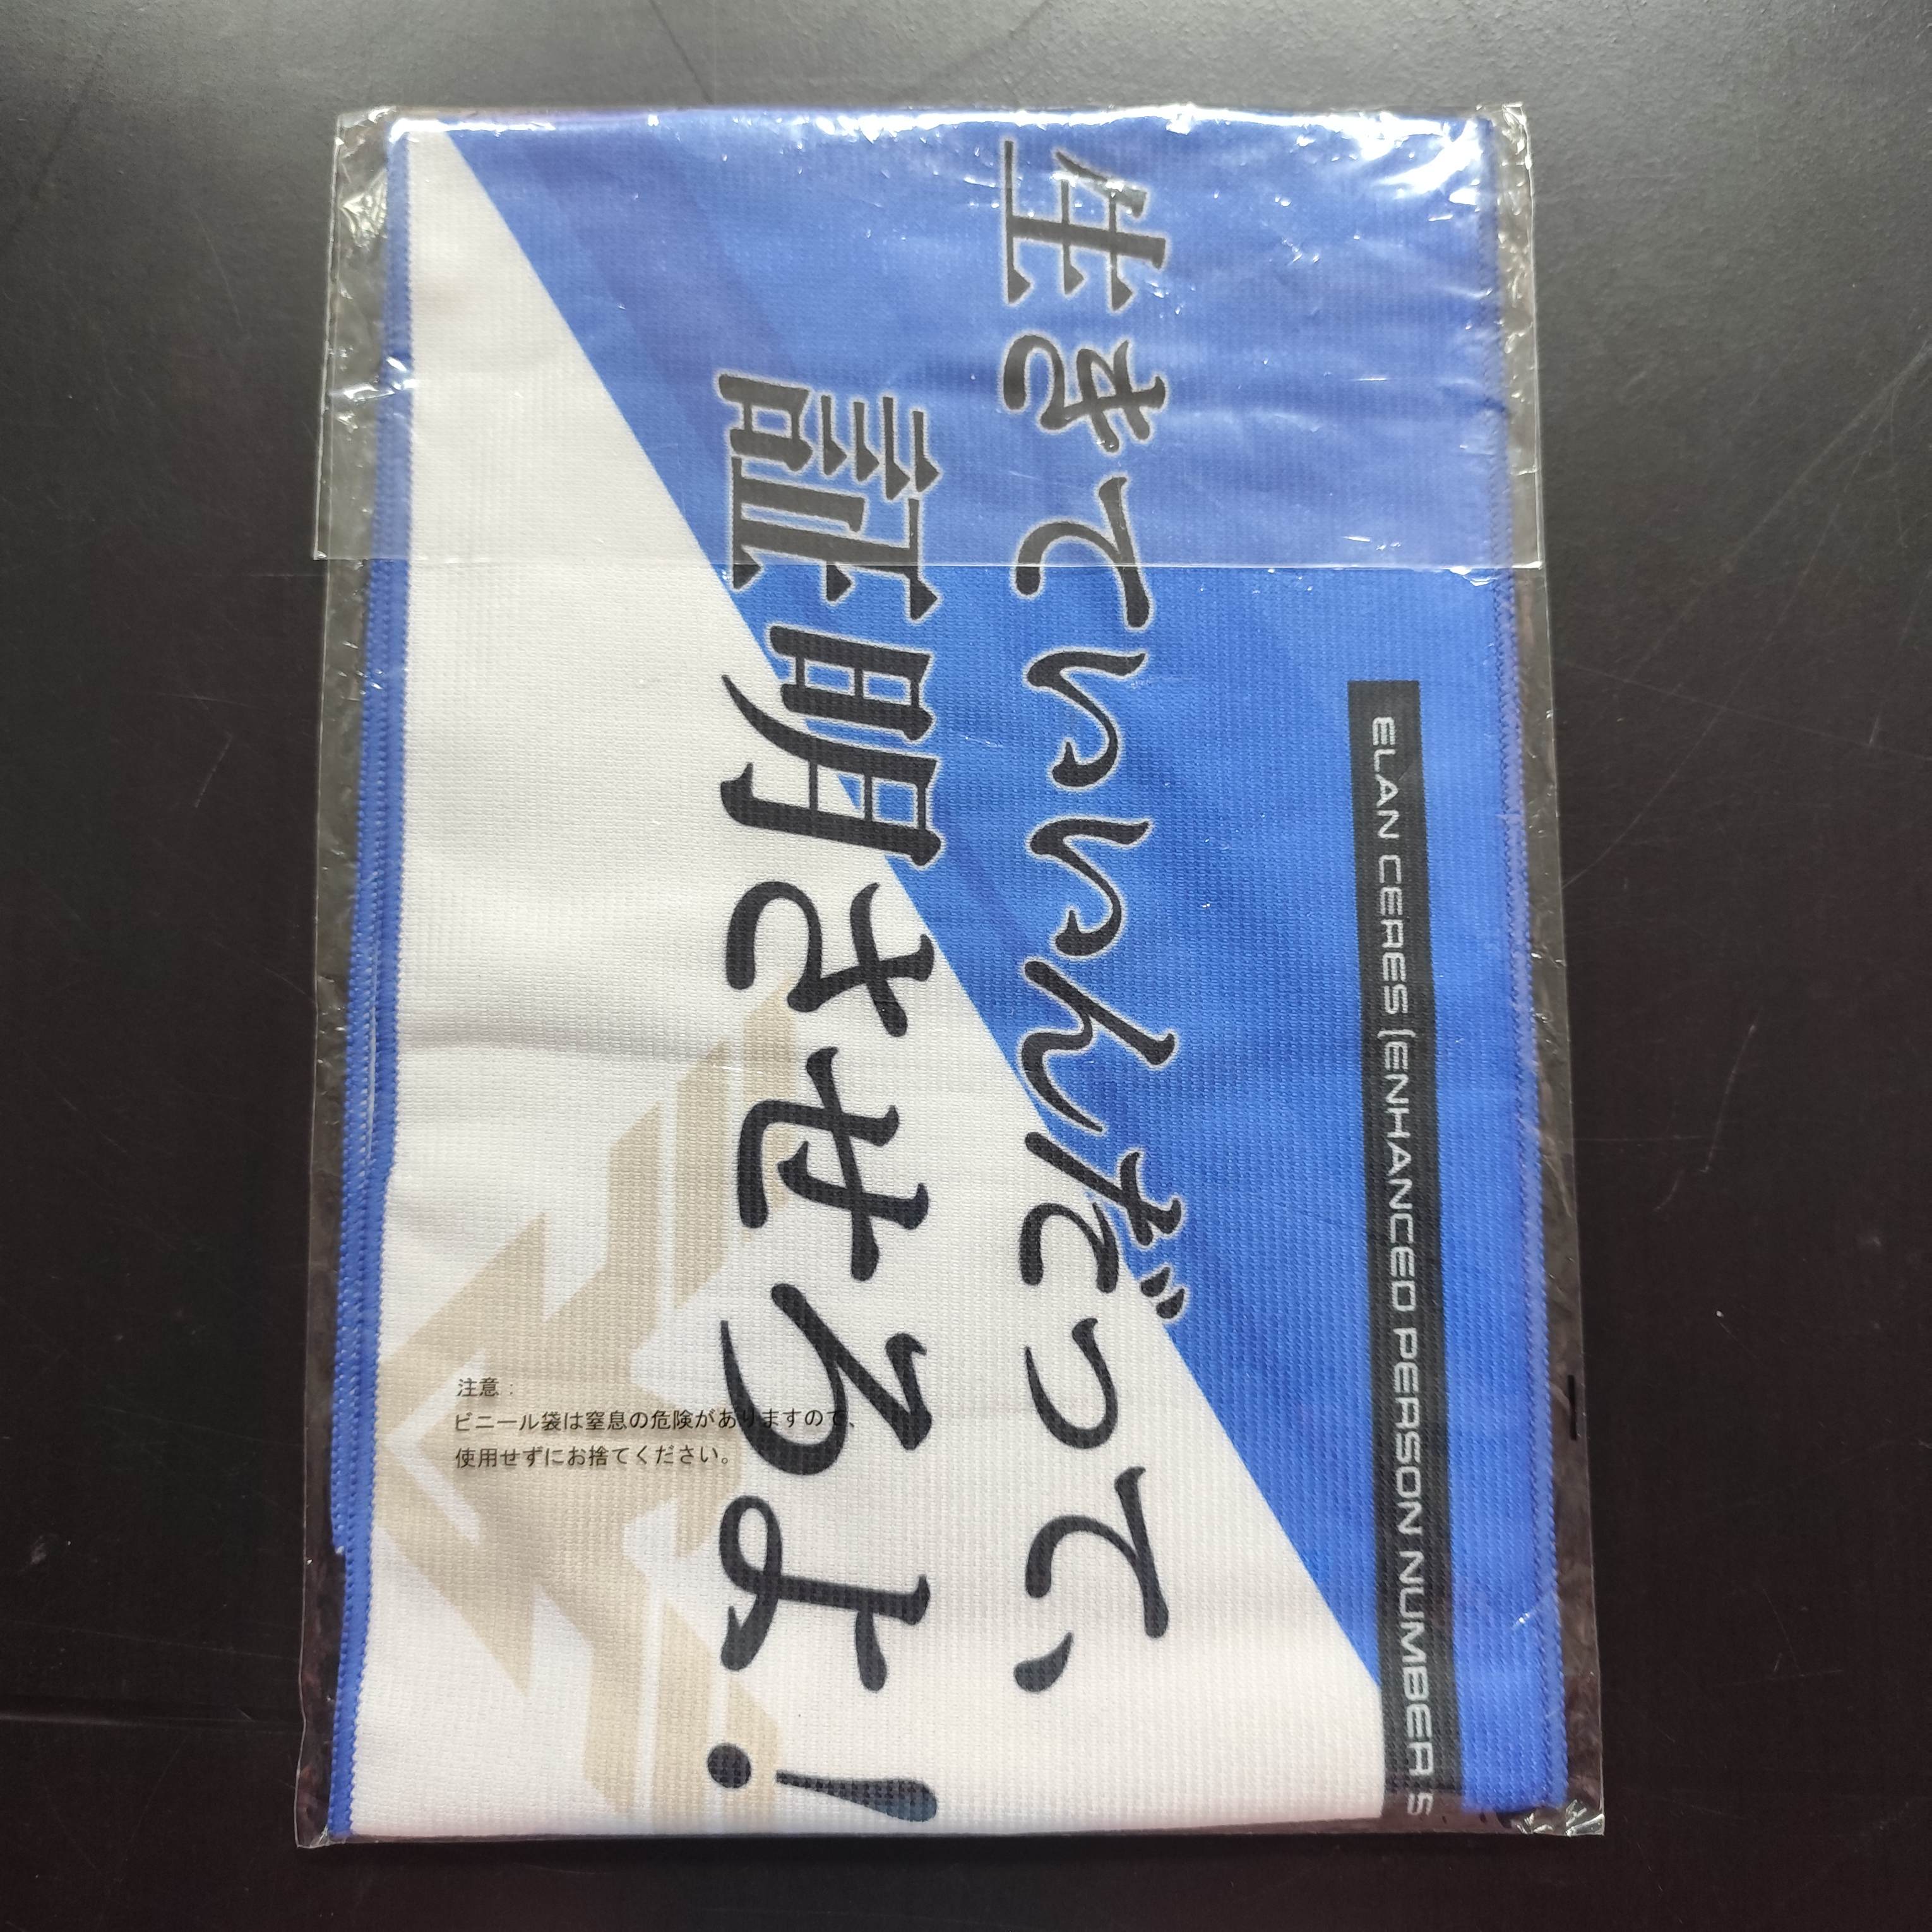 ELAN CERES (ENHANCED PERSON NUMBER 5
生きていいんだって、
証明させろよ!
注意:
ビニール袋は窒息の危険がありますので、
使用せずにお捨てください。